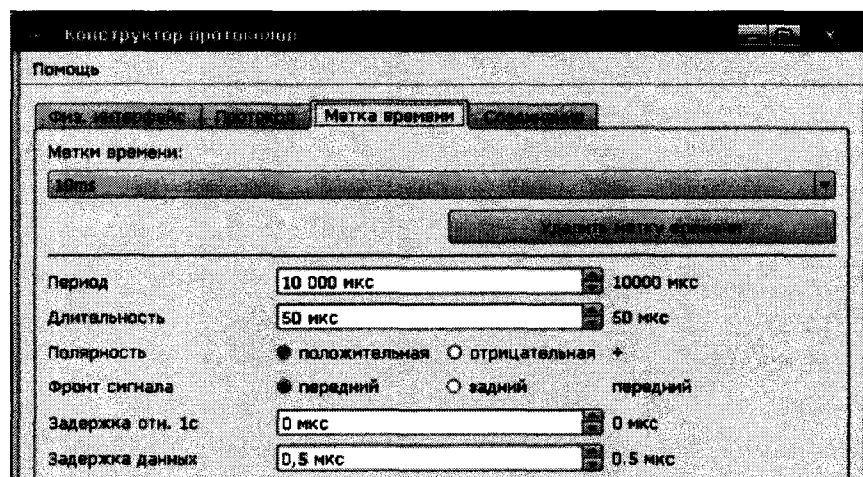 Конструктор протоколов
Помощь
Физ. интерфейс Протокол Метка времени Соединение
Метки времени:
10ms
Удалить метку времени
Период 10 000 мкс 10000 мкс
Длительность 50 мкс 50 мкс
Полярность положительная отрицательная +
Фронт сигнала передний задний передний
Задержка отн. 1с 0 мкс 0 мкс
Задержка данных 0,5 мкс 0.5 мкс